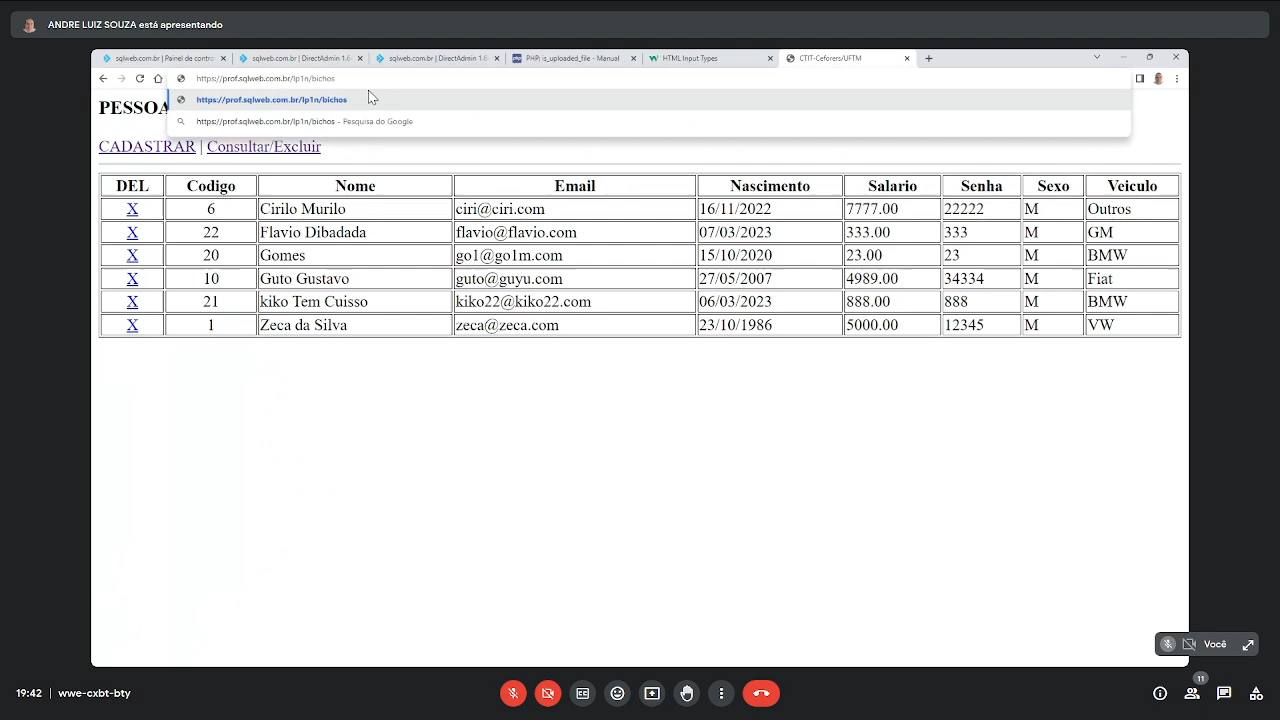 ANDRE LUIZ SOUZA está apresentando
sqlweb.com.br | Painel de contro
sqlweb.com.br | DirectAdmin 1.6
sqlweb.com.br | DirectAdmin 1.6
PHP: is_uploaded_file - Manual
HTML Input Types
CTIT-Ceforers/UFTM
https://prof.sqlweb.com.br/lp1n/bichos
https://prof.sqlweb.com.br/lp1n/bichos
https://prof.sqlweb.com.br/lp1n/bichos - Pesquisa do Google
PESSOA
CADASTRAR | Consultar/Excluir
DEL Codigo Nome Email Nascimento Salario Senha Sexo Veiculo
X 6 Cirilo Murilo ciri@ciri.com 16/11/2022 7777.00 22222 M Outros
X 22 Flavio Dibadada flavio@flavio.com 07/03/2023 333.00 333 M GM
X 20 Gomes go1@go1m.com 15/10/2020 23.00 23 M BMW
X 10 Guto Gustavo guto@guyu.com 27/05/2007 4989.00 34334 M Fiat
X 21 kiko Tem Cuisso kiko22@kiko22.com 06/03/2023 888.00 888 M BMW
X 1 Zeca da Silva zeca@zeca.com 23/10/1986 5000.00 12345 M VW
Você
19:42 | wwe-cxbt-bty
11